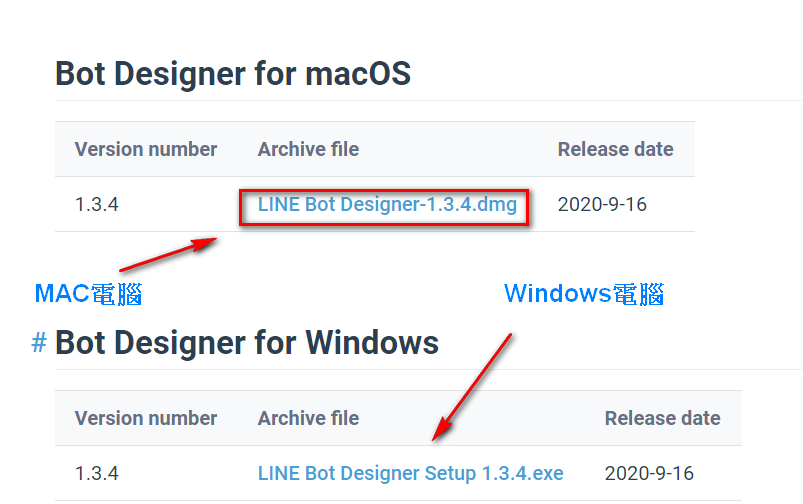 Bot Designer for macOS
Version number Archive file Release date
1.3.4 LINE Bot Designer-1.3.4.dmg 2020-9-16
MAC電腦 Windows電腦
# Bot Designer for Windows
Version number Archive file Release date
1.3.4 LINE Bot Designer Setup 1.3.4.exe 2020-9-16